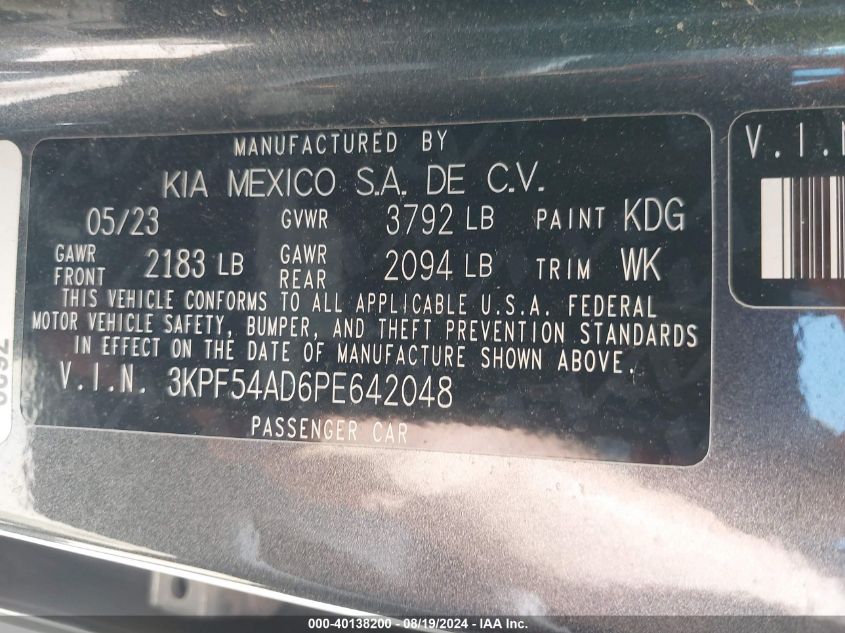 MANUFACTURED BY
KIA MEXICO S.A. DE C.V.
05/23 GVWR 3792 LB PAINT KDG
GAWR FRONT 2183 LB GAWR REAR 2094 LB TRIM WK
THIS VEHICLE CONFORMS TO ALL APPLICABLE U.S.A. FEDERAL
MOTOR VEHICLE SAFETY, BUMPER, AND THEFT PREVENTION STANDARDS
IN EFFECT ON THE DATE OF MANUFACTURE SHOWN ABOVE.
V.I.N. 3KPF54AD6PE642048
PASSENGER CAR
V.I.N
000-40138200 - 08/19/2024 - IAA Inc.